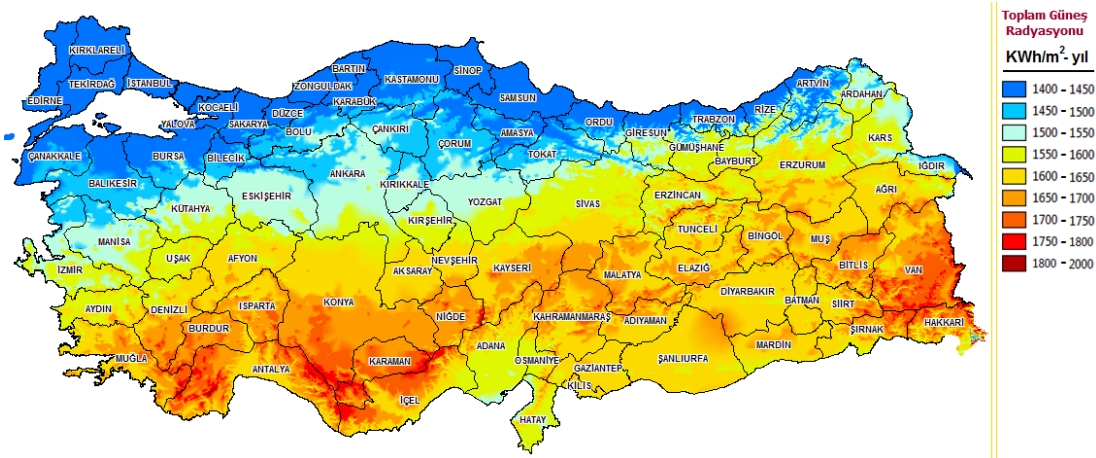 Toplam Güneş
Radyasyonu
KWh/m²- yıl
1400 - 1450
1450 - 1500
1500 - 1550
1550 - 1600
1600 - 1650
1650 - 1700
1700 - 1750
1750 - 1800
1800 - 2000
KIRKLARELİ
TEKİRDAĞ
İSTANBUL
EDİRNE
KOCAELİ
YALOVA
SAKARYA
DÜZCE
ZONGULDAK
BARTIN
KARABÜK
KASTAMONU
SİNOP
SAMSUN
ORDU
GİRESUN
TRABZON
RİZE
ARTVİN
ARDAHAN
ÇANAKKALE
BURSA
BİLECİK
BOLU
ÇANKIRI
ÇORUM
AMASYA
TOKAT
GÜMÜŞHANE
BAYBURT
ERZURUM
KARS
IĞDIR
BALIKESİR
KÜTAHYA
ESKİŞEHİR
ANKARA
KIRIKKALE
YOZGAT
SİVAS
ERZİNCAN
AĞRI
MANİSA
UŞAK
AFYON
KIRŞEHİR
NEVŞEHİR
AKSARAY
KAYSERİ
MALATYA
TUNCELİ
ELAZIĞ
BİNGÖL
MUŞ
BİTLİS
VAN
İZMİR
AYDIN
DENİZLİ
ISPARTA
BURDUR
KONYA
NİĞDE
KAHRAMANMARAŞ
ADIYAMAN
DİYARBAKIR
BATMAN
SİİRT
ŞIRNAK
HAKKARİ
MUĞLA
ANTALYA
KARAMAN
İÇEL
ADANA
OSMANİYE
GAZİANTEP
KİLİS
ŞANLIURFA
MARDİN
HATAY